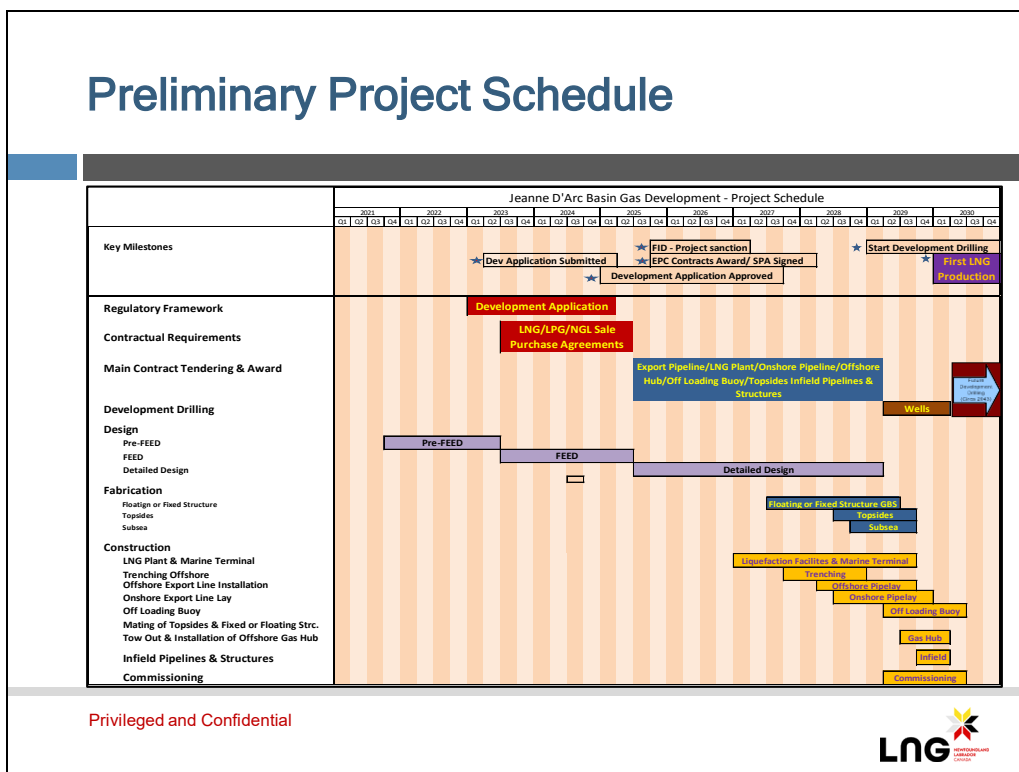 Preliminary Project Schedule
Jeanne D'Arc Basin Gas Development - Project Schedule
2021 2022 2023 2024 2025 2026 2027 2028 2029 2030
Q1 Q2 Q3 Q4 Q1 Q2 Q3 Q4 Q1 Q2 Q3 Q4 Q1 Q2 Q3 Q4 Q1 Q2 Q3 Q4 Q1 Q2 Q3 Q4 Q1 Q2 Q3 Q4 Q1 Q2 Q3 Q4 Q1 Q2 Q3 Q4 Q1 Q2 Q3 Q4
Key Milestones
FID - Project sanction
Start Development Drilling
Dev Application Submitted
EPC Contracts Award/ SPA Signed
First LNG
Production
Development Application Approved
Regulatory Framework
Development Application
Contractual Requirements
LNG/LPG/NGL Sale
Purchase Agreements
Main Contract Tendering & Award
Export Pipeline/LNG Plant/Onshore Pipeline/Offshore
Hub/Off Loading Buoy/Topsides Infield Pipelines &
Structures
Future
Development
Drilling
Development Drilling
Wells
Design
Pre-FEED
Pre-FEED
FEED
FEED
Detailed Design
Detailed Design
Fabrication
Floatign or Fixed Structure
Floating or Fixed Structure GBS
Topsides
Topsides
Subsea
Subsea
Construction
LNG Plant & Marine Terminal
Liquefaction Facilites & Marine Terminal
Trenching Offshore
Trenching
Offshore Export Line Installation
Offshore Pipelay
Onshore Export Line Lay
Onshore Pipelay
Off Loading Buoy
Off Loading Buoy
Mating of Topsides & Fixed or Floating Strc.
Tow Out & Installation of Offshore Gas Hub
Gas Hub
Infield Pipelines & Structures
Infield
Commissioning
Commissioning
Privileged and Confidential
LNG
NEWFOUNDLAND
LABRADOR
CANADA